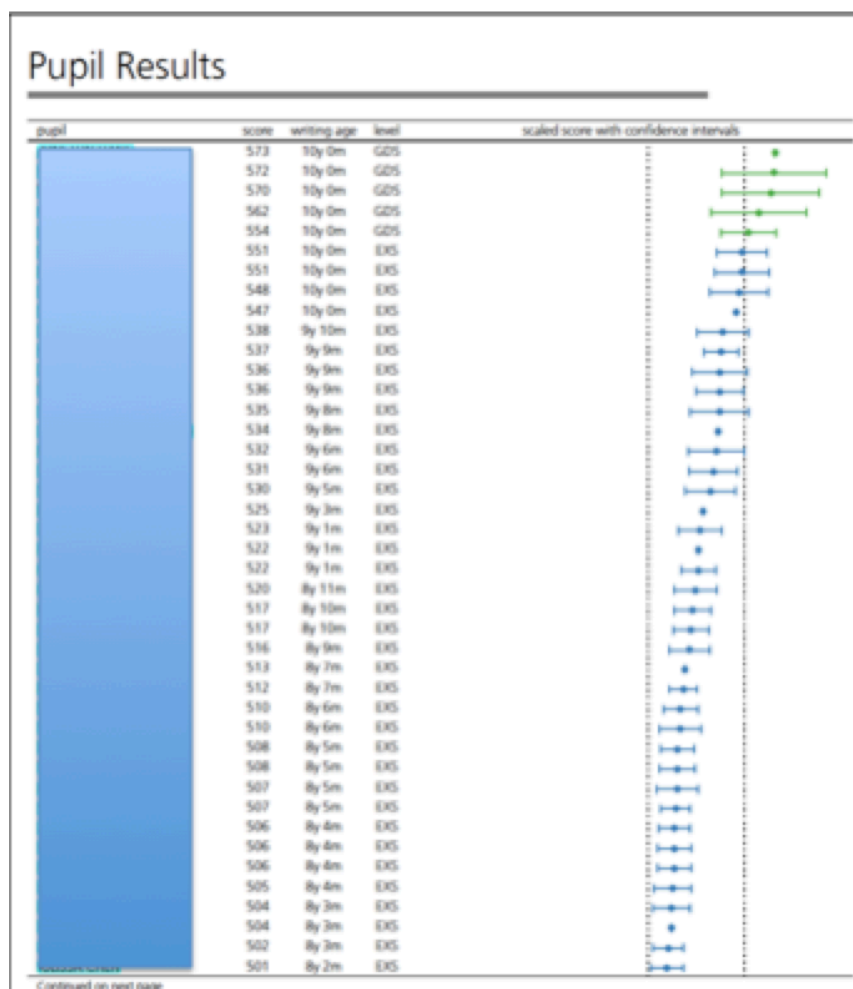 Pupil Results
pupil score writing age level scaled score with confidence intervals
573 10y 0m GDS
572 10y 0m GDS
570 10y 0m GDS
562 10y 0m GDS
554 10y 0m GDS
551 10y 0m EXS
551 10y 0m EXS
548 10y 0m EXS
547 10y 0m EXS
538 9y 10m EXS
537 9y 9m EXS
536 9y 9m EXS
536 9y 9m EXS
535 9y 8m EXS
534 9y 8m EXS
532 9y 6m EXS
531 9y 6m EXS
530 9y 5m EXS
525 9y 3m EXS
523 9y 1m EXS
522 9y 1m EXS
522 9y 1m EXS
520 8y 11m EXS
517 8y 10m EXS
517 8y 10m EXS
516 8y 9m EXS
513 8y 7m EXS
512 8y 7m EXS
510 8y 6m EXS
510 8y 6m EXS
508 8y 5m EXS
508 8y 5m EXS
507 8y 5m EXS
507 8y 5m EXS
506 8y 4m EXS
506 8y 4m EXS
506 8y 4m EXS
505 8y 4m EXS
504 8y 3m EXS
504 8y 3m EXS
502 8y 3m EXS
501 8y 2m EXS
Continued on next page